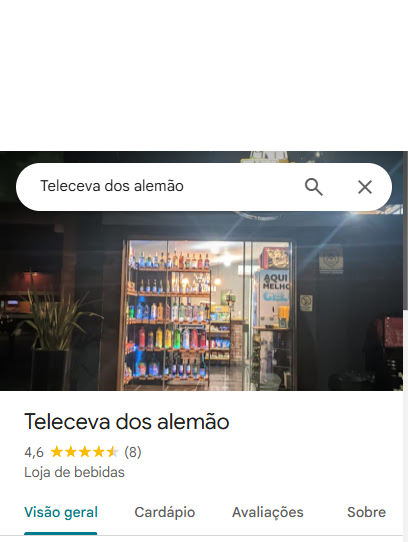 Teleceva dos alemão
AQUI
MELHO
Teleceva dos alemão
4,6 (8)
Loja de bebidas
Visão geral
Cardápio
Avaliações
Sobre